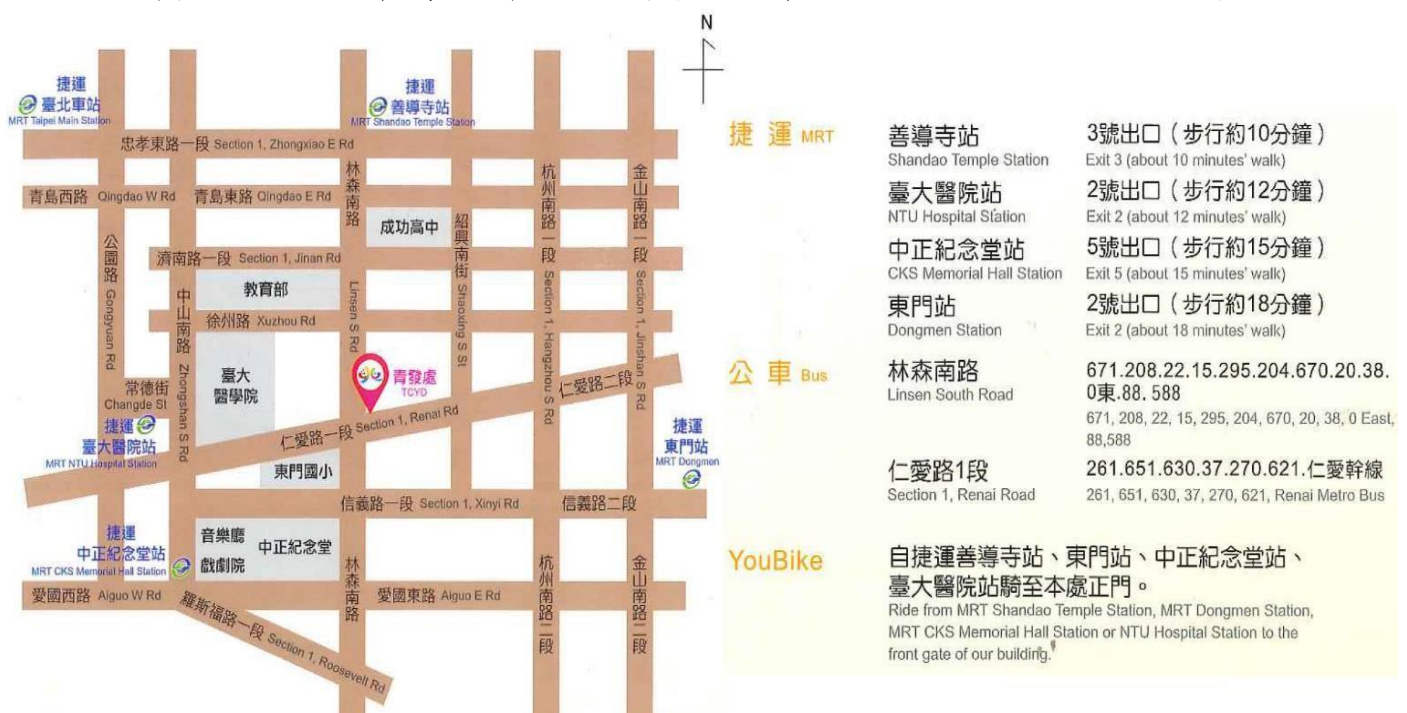 N
捷運
臺北車站
MRT Taipei Main Station
捷運
善導寺站
MRT Shandao Temple Station
忠孝東路一段 Section 1, Zhongxiao E Rd
青島西路 Qingdao W Rd
青島東路 Qingdao E Rd
林森南路
Linsen S Rd
成功高中
紹興南街 Shaoxing S St
杭州南路一段 Section 1, Hangzhou S Rd
金山南路一段 Section 1, Jinshan S Rd
公園路 Gongyuan Rd
濟南路一段 Section 1, Jinan Rd
中山南路 Zhongshan S Rd
教育部
徐州路 Xuzhou Rd
臺大
醫學院
青發處
TCYD
常德街
Changde St
仁愛路二段
仁愛路一段 Section 1, Renai Rd
捷運
臺大醫院站
MRT NTU Hospital Station
捷運
東門站
MRT Dongmen
東門國小
信義路一段 Section 1, Xinyi Rd
信義路二段
捷運
中正紀念堂站
MRT CKS Memorial Hall Station
音樂廳
戲劇院
中正紀念堂
林森南路
杭州南路二段
金山南路二段
愛國西路 Aiguo W Rd
愛國東路 Aiguo E Rd
羅斯福路一段 Section 1, Roosevelt Rd
捷運 MRT
善導寺站
Shandao Temple Station
3號出口（步行約10分鐘）
Exit 3 (about 10 minutes' walk)
臺大醫院站
NTU Hospital Station
2號出口（步行約12分鐘）
Exit 2 (about 12 minutes' walk)
中正紀念堂站
CKS Memorial Hall Station
5號出口（步行約15分鐘）
Exit 5 (about 15 minutes' walk)
東門站
Dongmen Station
2號出口（步行約18分鐘）
Exit 2 (about 18 minutes' walk)
公車 Bus
林森南路
Linsen South Road
671.208.22.15.295.204.670.20.38.
0東.88. 588
671, 208, 22, 15, 295, 204, 670, 20, 38, 0 East,
88,588
仁愛路1段
Section 1, Renai Road
261.651.630.37.270.621.仁愛幹線
261, 651, 630, 37, 270, 621, Renai Metro Bus
YouBike
自捷運善導寺站、東門站、中正紀念堂站、
臺大醫院站騎至本處正門。
Ride from MRT Shandao Temple Station, MRT Dongmen Station,
MRT CKS Memorial Hall Station or NTU Hospital Station to the
front gate of our building.